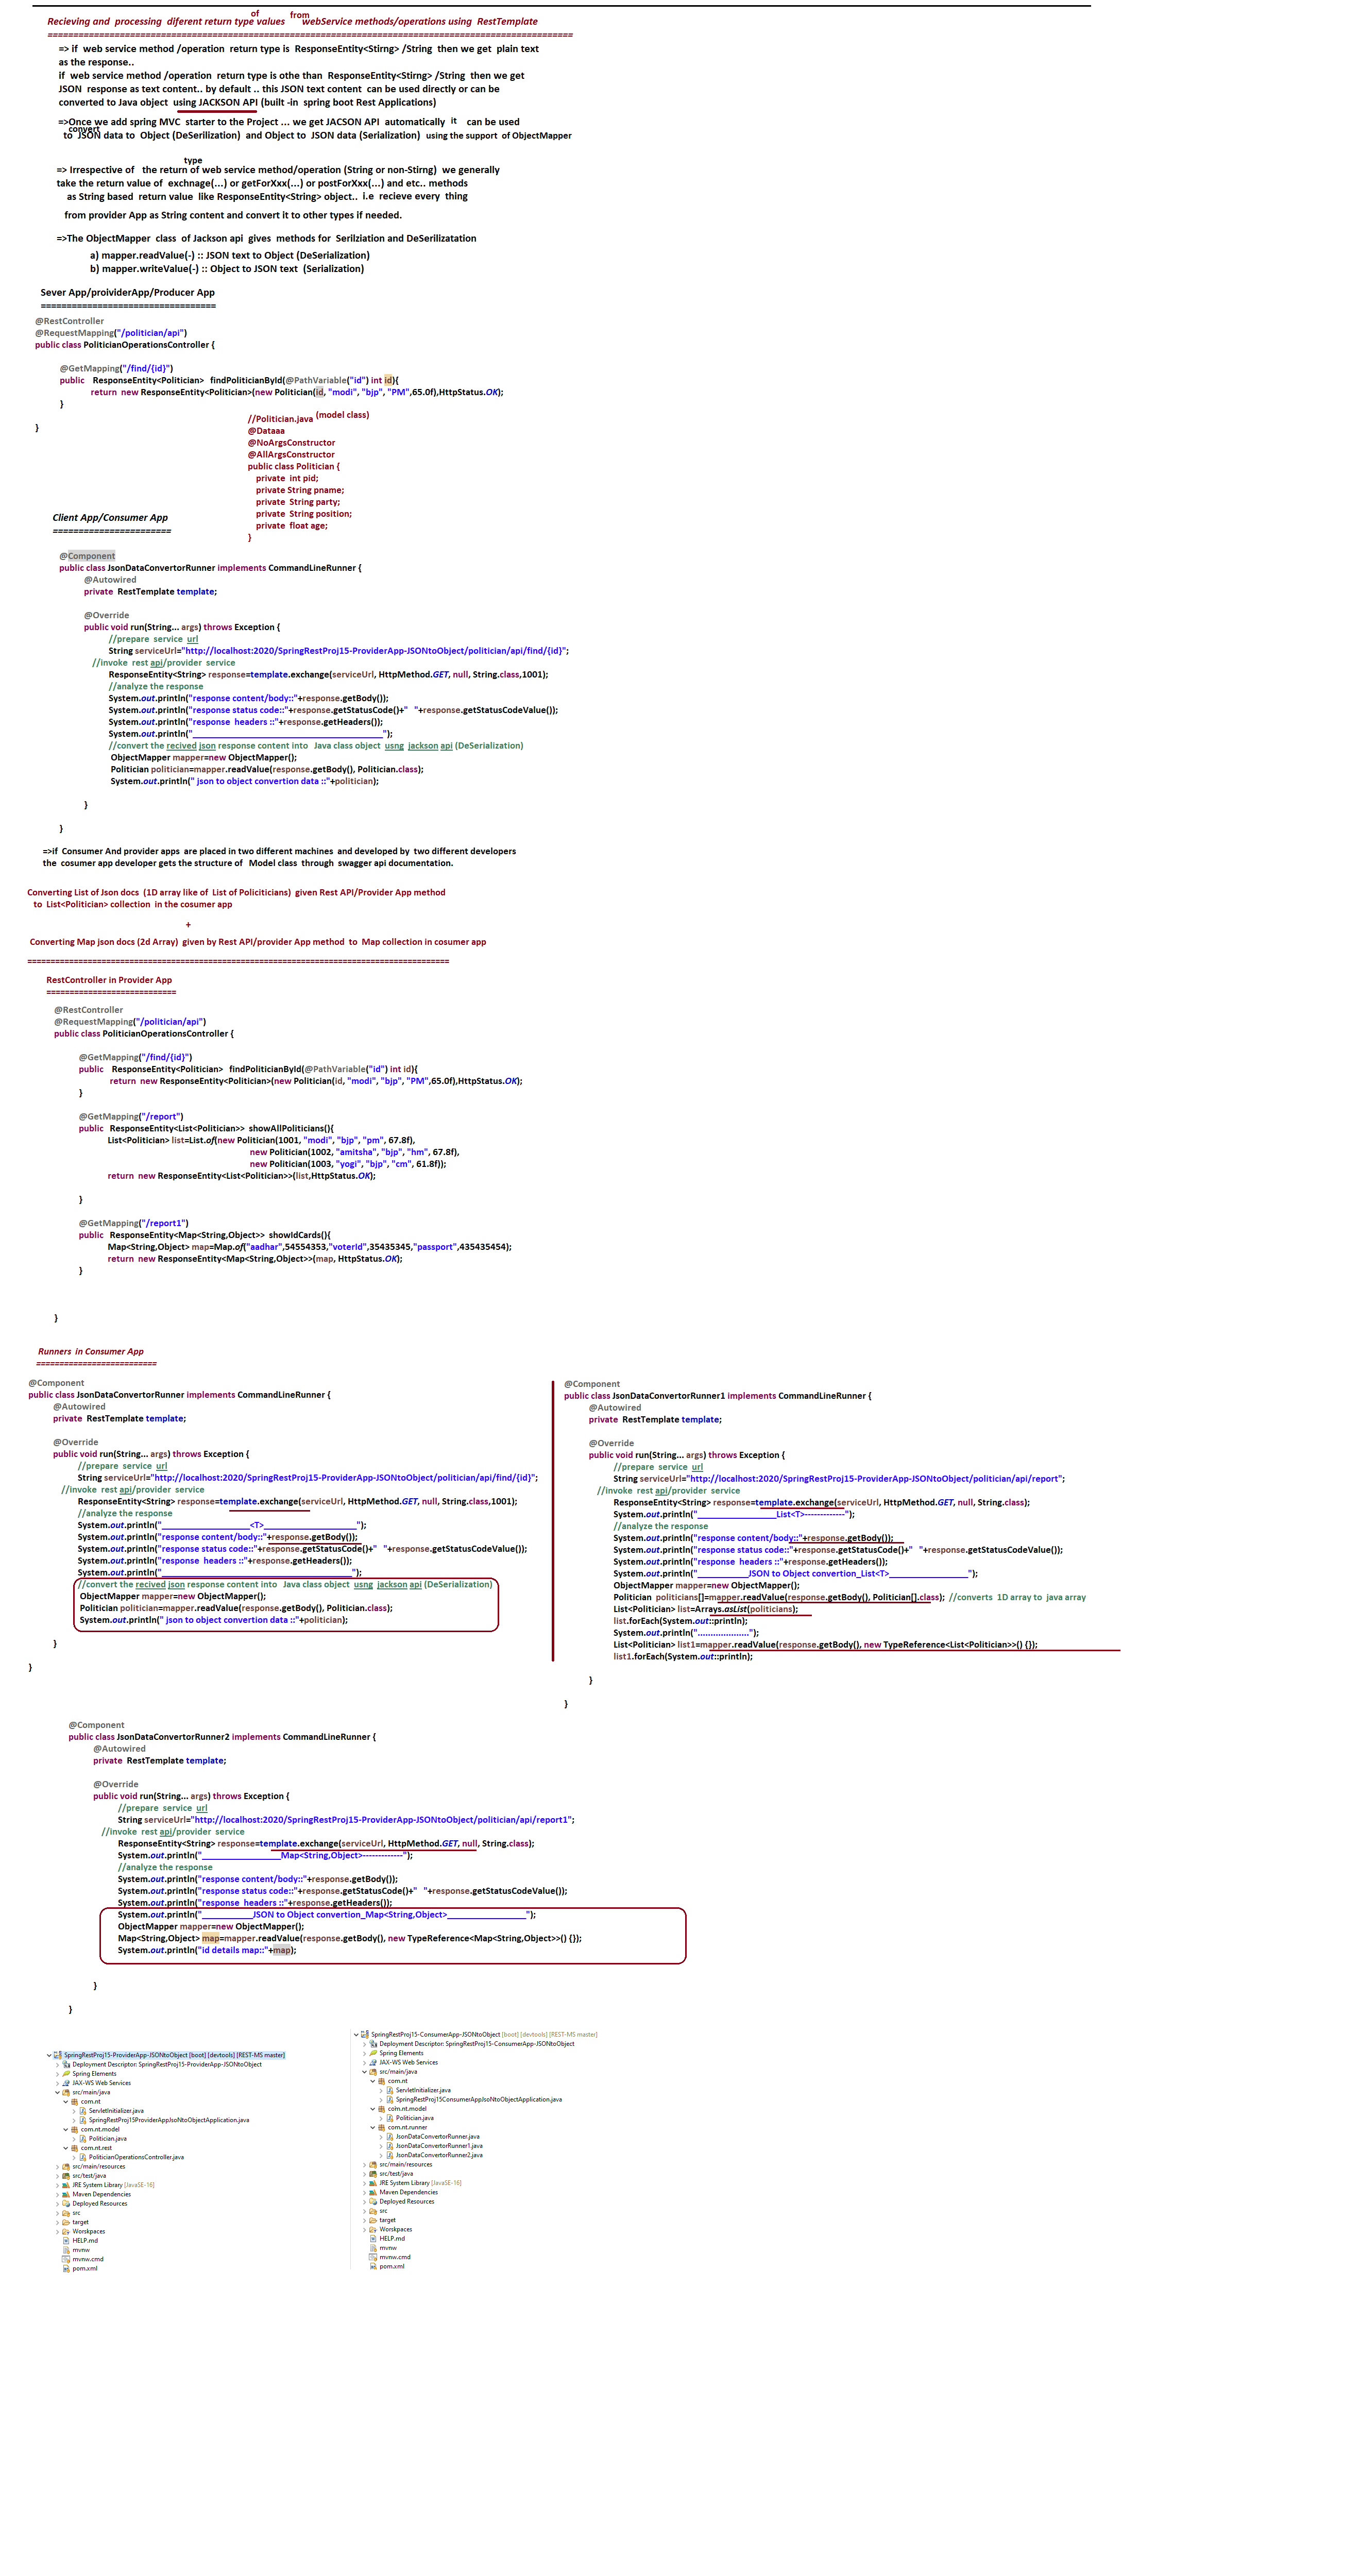 Recieving and processing diferent return type of values from webService methods/operations using RestTemplate
=====================================================================================================
=> if web service method /operation return type is ResponseEntity<Stirng> /String then we get plain text
as the response..
if web service method /operation return type is othe than ResponseEntity<Stirng> /String then we get
JSON response as text content.. by default .. this JSON text content can be used directly or can be
converted to Java object using JACKSON API (built -in spring boot Rest Applications)
=>Once we add spring MVC starter to the Project ... we get JACSON API automatically it can be used
to convert JSON data to Object (DeSerilization) and Object to JSON data (Serialization) using the support of ObjectMapper
=> Irrespective of the return type of web service method/operation (String or non-Stirng) we generally
take the return value of exchnage(...) or getForXxx(...) or postForXxx(...) and etc.. methods
as String based return value like ResponseEntity<String> object.. i.e recieve every thing
from provider App as String content and convert it to other types if needed.
=>The ObjectMapper class of Jackson api gives methods for Serilziation and DeSerilizatation
a) mapper.readValue(-) :: JSON text to Object (DeSerialization)
b) mapper.writeValue(-) :: Object to JSON text (Serialization)
Sever App/proividerApp/Producer App
==================================
@RestController
@RequestMapping("/politician/api")
public class PoliticianOperationsController {
@GetMapping("/find/{id}")
public ResponseEntity<Politician> findPoliticianById(@PathVariable("id") int id){
return new ResponseEntity<Politician>(new Politician(id, "modi", "bjp", "PM",65.0f),HttpStatus.OK);
}
}
//Politician.java (model class)
@Dataaa
@NoArgsConstructor
@AllArgsConstructor
public class Politician {
private int pid;
private String pname;
private String party;
private String position;
private float age;
}
Client App/Consumer App
=======================
@Component
public class JsonDataConvertorRunner implements CommandLineRunner {
@Autowired
private RestTemplate template;
@Override
public void run(String... args) throws Exception {
//prepare service url
String serviceUrl="http://localhost:2020/SpringRestProj15-ProviderApp-JSONtoObject/politician/api/find/{id}";
//invoke rest api/provider service
ResponseEntity<String> response=template.exchange(serviceUrl, HttpMethod.GET, null, String.class,1001);
//analyze the response
System.out.println("response content/body::"+response.getBody());
System.out.println("response status code::"+response.getStatusCode()+" "+response.getStatusCodeValue());
System.out.println("response headers ::"+response.getHeaders());
System.out.println("_____________________________________________");
//convert the recived json response content into Java class object usng jackson api (DeSerialization)
ObjectMapper mapper=new ObjectMapper();
Politician politician=mapper.readValue(response.getBody(), Politician.class);
System.out.println(" json to object convertion data ::"+politician);
}
}
=>if Consumer And provider apps are placed in two different machines and developed by two different developers
the cosumer app developer gets the structure of Model class through swagger api documentation.
Converting List of Json docs (1D array like of List of Policiticians) given Rest API/Provider App method
to List<Politician> collection in the cosumer app
+
Converting Map json docs (2d Array) given by Rest API/provider App method to Map collection in cosumer app
===========================================================================================
RestController in Provider App
============================
@RestController
@RequestMapping("/politician/api")
public class PoliticianOperationsController {
@GetMapping("/find/{id}")
public ResponseEntity<Politician> findPoliticianById(@PathVariable("id") int id){
return new ResponseEntity<Politician>(new Politician(id, "modi", "bjp", "PM",65.0f),HttpStatus.OK);
}
@GetMapping("/report")
public ResponseEntity<List<Politician>> showAllPoliticians(){
List<Politician> list=List.of(new Politician(1001, "modi", "bjp", "pm", 67.8f),
new Politician(1002, "amitsha", "bjp", "hm", 67.8f),
new Politician(1003, "yogi", "bjp", "cm", 61.8f));
return new ResponseEntity<List<Politician>>(list,HttpStatus.OK);
}
@GetMapping("/report1")
public ResponseEntity<Map<String,Object>> showIdCards(){
Map<String,Object> map=Map.of("aadhar",54554353,"voterId",35435345,"passport",435435454);
return new ResponseEntity<Map<String,Object>>(map, HttpStatus.OK);
}
}
Runners in Consumer App
==========================
@Component
public class JsonDataConvertorRunner implements CommandLineRunner {
@Autowired
private RestTemplate template;
@Override
public void run(String... args) throws Exception {
//prepare service url
String serviceUrl="http://localhost:2020/SpringRestProj15-ProviderApp-JSONtoObject/politician/api/find/{id}";
//invoke rest api/provider service
ResponseEntity<String> response=template.exchange(serviceUrl, HttpMethod.GET, null, String.class,1001);
//analyze the response
System.out.println("_____________________<T>______________________");
System.out.println("response content/body::"+response.getBody());
System.out.println("response status code::"+response.getStatusCode()+" "+response.getStatusCodeValue());
System.out.println("response headers ::"+response.getHeaders());
System.out.println("_____________________________________________");
//convert the recived json response content into Java class object usng jackson api (DeSerialization)
ObjectMapper mapper=new ObjectMapper();
Politician politician=mapper.readValue(response.getBody(), Politician.class);
System.out.println(" json to object convertion data ::"+politician);
}
}
@Component
public class JsonDataConvertorRunner1 implements CommandLineRunner {
@Autowired
private RestTemplate template;
@Override
public void run(String... args) throws Exception {
//prepare service url
String serviceUrl="http://localhost:2020/SpringRestProj15-ProviderApp-JSONtoObject/politician/api/report";
//invoke rest api/provider service
ResponseEntity<String> response=template.exchange(serviceUrl, HttpMethod.GET, null, String.class);
System.out.println("___________________List<T>-------------");
//analyze the response
System.out.println("response content/body::"+response.getBody());
System.out.println("response status code::"+response.getStatusCode()+" "+response.getStatusCodeValue());
System.out.println("response headers ::"+response.getHeaders());
System.out.println("____________JSON to Object convertion_List<T>___________________");
ObjectMapper mapper=new ObjectMapper();
Politician politicians[]=mapper.readValue(response.getBody(), Politician[].class); //converts 1D array to java array
List<Politician> list=Arrays.asList(politicians);
list.forEach(System.out::println);
System.out.println("....................");
List<Politician> list1=mapper.readValue(response.getBody(), new TypeReference<List<Politician>>() {});
list1.forEach(System.out::println);
}
}
@Component
public class JsonDataConvertorRunner2 implements CommandLineRunner {
@Autowired
private RestTemplate template;
@Override
public void run(String... args) throws Exception {
//prepare service url
String serviceUrl="http://localhost:2020/SpringRestProj15-ProviderApp-JSONtoObject/politician/api/report1";
//invoke rest api/provider service
ResponseEntity<String> response=template.exchange(serviceUrl, HttpMethod.GET, null, String.class);
System.out.println("___________________Map<String,Object>-------------");
//analyze the response
System.out.println("response content/body::"+response.getBody());
System.out.println("response status code::"+response.getStatusCode()+" "+response.getStatusCodeValue());
System.out.println("response headers ::"+response.getHeaders());
System.out.println("____________JSON to Object convertion_Map<String,Object>___________________");
ObjectMapper mapper=new ObjectMapper();
Map<String,Object> map=mapper.readValue(response.getBody(), new TypeReference<Map<String,Object>>() {});
System.out.println("id details map::"+map);
}
}
SpringRestProj15-ProviderApp-JSONtoObject [boot] [devtools] [REST-MS master]
Deployment Descriptor: SpringRestProj15-ProviderApp-JSONtoObject
Spring Elements
JAX-WS Web Services
src/main/java
com.nt
ServletInitializer.java
SpringRestProj15ProviderAppJsoNtoObjectApplication.java
com.nt.model
Politician.java
com.nt.rest
PoliticianOperationsController.java
src/main/resources
src/test/java
JRE System Library [JavaSE-16]
Maven Dependencies
Deployed Resources
src
target
Worskpaces
HELP.md
mvnw
mvnw.cmd
pom.xml
SpringRestProj15-ConsumerApp-JSONtoObject [boot] [devtools] [REST-MS master]
Deployment Descriptor: SpringRestProj15-ConsumerApp-JSONtoObject
Spring Elements
JAX-WS Web Services
src/main/java
com.nt
ServletInitializer.java
SpringRestProj15ConsumerAppJsoNtoObjectApplication.java
com.nt.model
Politician.java
com.nt.runner
JsonDataConvertorRunner.java
JsonDataConvertorRunner1.java
JsonDataConvertorRunner2.java
src/main/resources
src/test/java
JRE System Library [JavaSE-16]
Maven Dependencies
Deployed Resources
src
target
Worskpaces
HELP.md
mvnw
mvnw.cmd
pom.xml